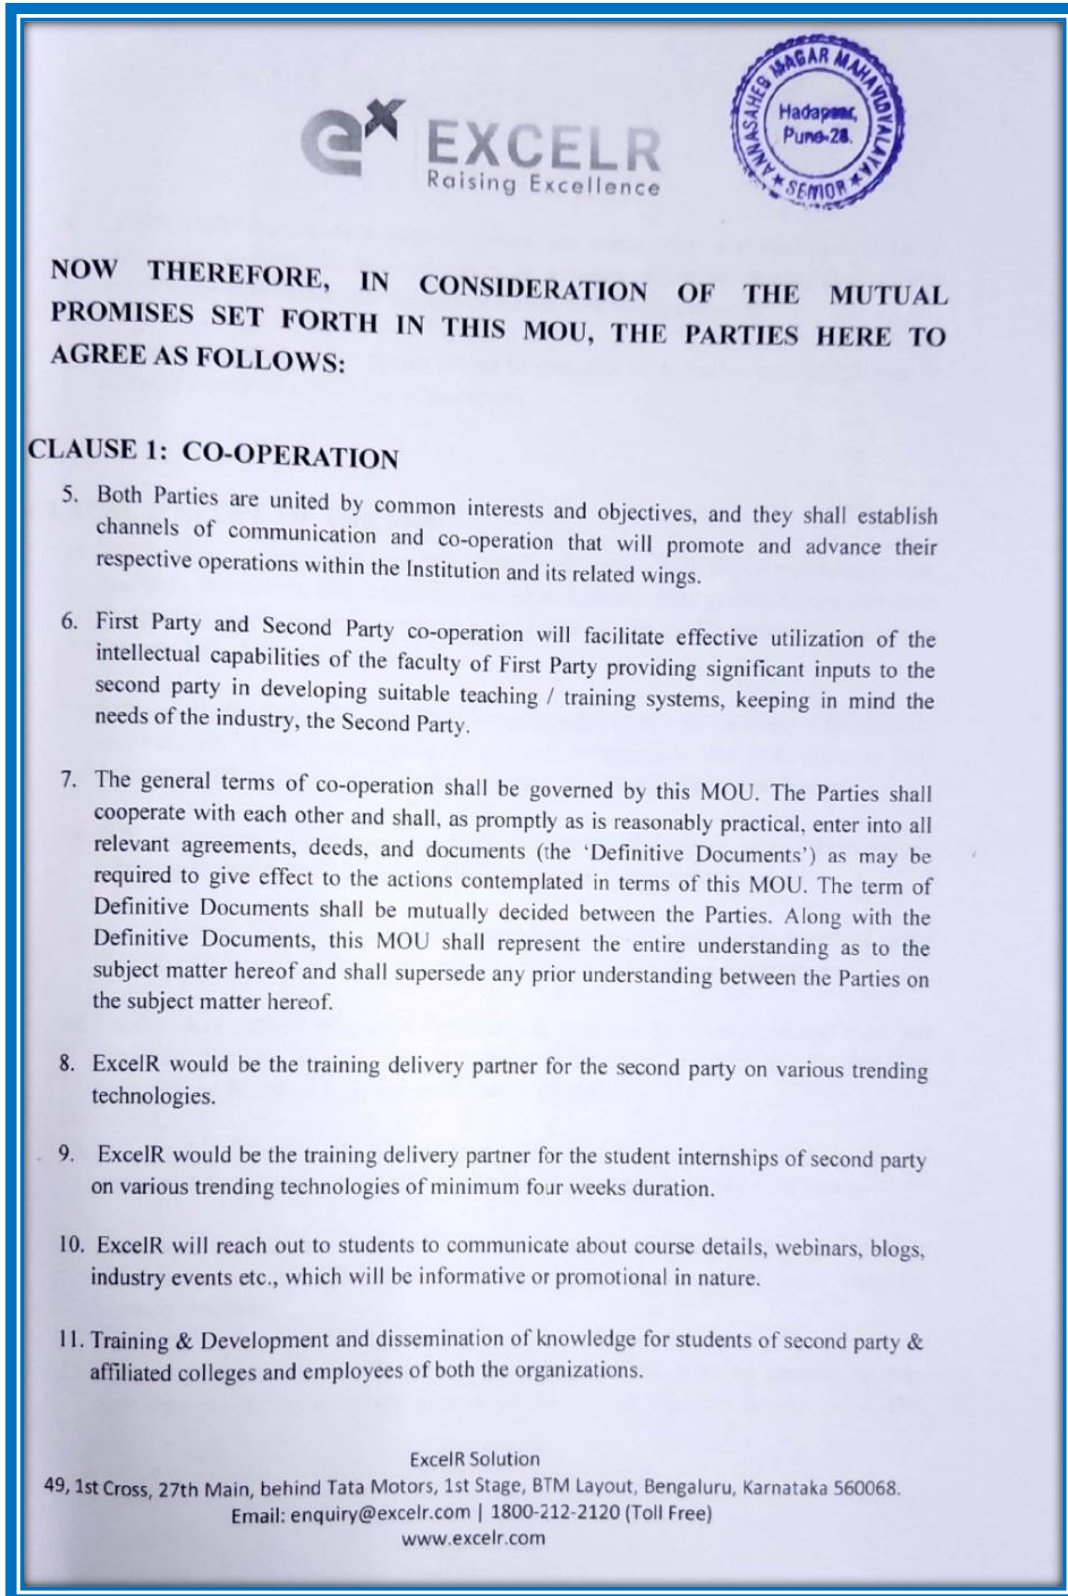 ex EXCELR
Raising Excellence
ANNASAHEB MAGAR MAHAVIDYALAYA
Hadapsar,
Pune-28.
★ SENIOR ★
NOW THEREFORE, IN CONSIDERATION OF THE MUTUAL
PROMISES SET FORTH IN THIS MOU, THE PARTIES HERE TO
AGREE AS FOLLOWS:
CLAUSE 1: CO-OPERATION
5. Both Parties are united by common interests and objectives, and they shall establish
channels of communication and co-operation that will promote and advance their
respective operations within the Institution and its related wings.
6. First Party and Second Party co-operation will facilitate effective utilization of the
intellectual capabilities of the faculty of First Party providing significant inputs to the
second party in developing suitable teaching / training systems, keeping in mind the
needs of the industry, the Second Party.
7. The general terms of co-operation shall be governed by this MOU. The Parties shall
cooperate with each other and shall, as promptly as is reasonably practical, enter into all
relevant agreements, deeds, and documents (the ‘Definitive Documents’) as may be
required to give effect to the actions contemplated in terms of this MOU. The term of
Definitive Documents shall be mutually decided between the Parties. Along with the
Definitive Documents, this MOU shall represent the entire understanding as to the
subject matter hereof and shall supersede any prior understanding between the Parties on
the subject matter hereof.
8. ExcelR would be the training delivery partner for the second party on various trending
technologies.
9. ExcelR would be the training delivery partner for the student internships of second party
on various trending technologies of minimum four weeks duration.
10. ExcelR will reach out to students to communicate about course details, webinars, blogs,
industry events etc., which will be informative or promotional in nature.
11. Training & Development and dissemination of knowledge for students of second party &
affiliated colleges and employees of both the organizations.
ExcelR Solution
49, 1st Cross, 27th Main, behind Tata Motors, 1st Stage, BTM Layout, Bengaluru, Karnataka 560068.
Email: enquiry@excelr.com | 1800-212-2120 (Toll Free)
www.excelr.com